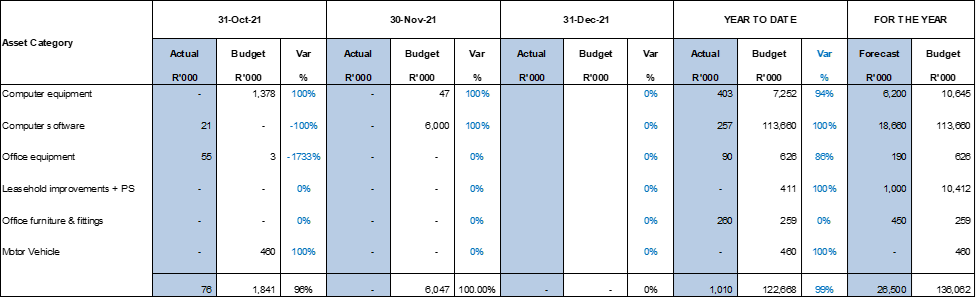 31-Oct-21 30-Nov-21 31-Dec-21 YEAR TO DATE FOR THE YEAR
Asset Category Actual Budget Var Actual Budget Var Actual Budget Var Actual Budget Var Forecast Budget
R'000 R'000 % R'000 R'000 % R'000 R'000 % R'000 R'000 % R'000 R'000
Computer equipment - 1,378 100% - 47 100% 0% 403 7,252 94% 6,200 10,645
Computer software 21 - -100% - 6,000 100% 0% 257 113,660 100% 18,660 113,660
Office equipment 55 3 -1733% - - 0% 0% 90 626 86% 190 626
Leasehold improvements + PS - - 0% - - 0% 0% - 411 100% 1,000 10,412
Office furniture & fittings - - 0% - - 0% 0% 260 259 0% 450 259
Motor Vehicle - 460 100% - - 0% 0% - 460 100% - 460
76 1,841 96% - 6,047 100.00% - - 0% 1,010 122,668 99% 26,500 136,062